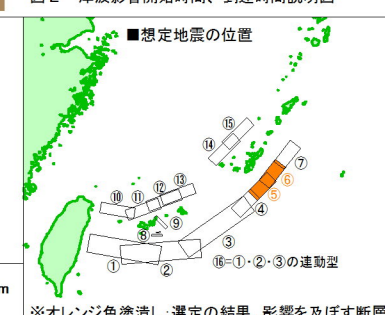 図2 津波影響開始時間、到達時間説明図
■想定地震の位置
⑮
⑭
⑦
⑬
⑫
⑥
⑩ ⑪
⑤
⑨
④
⑧
③
① ②
⑯=①・②・③の連動型
m
※オレンジ色塗潰し:選定の結果、影響を及ぼす断層